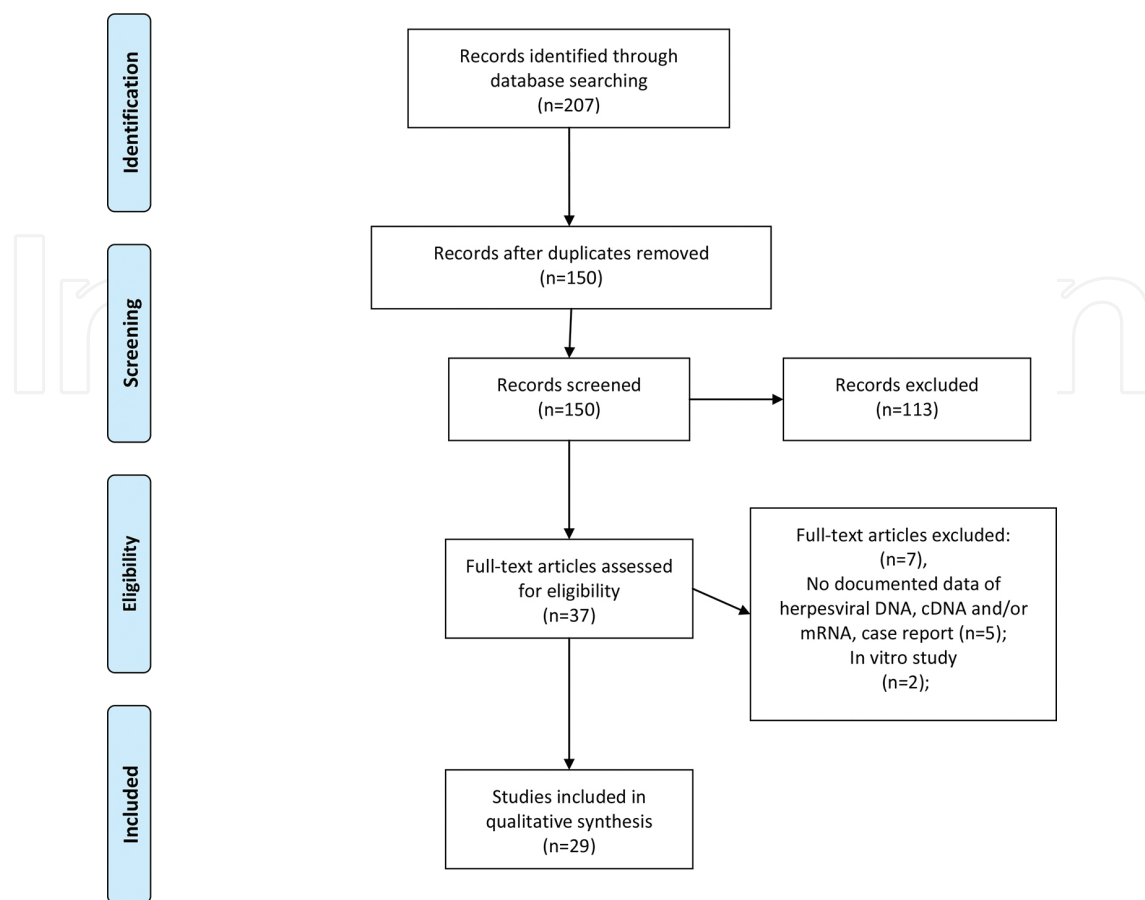 Identification
Records identified through
database searching
(n=207)
Records after duplicates removed
(n=150)
Screening
Records screened
(n=150)
Records excluded
(n=113)
Eligibility
Full-text articles assessed
for eligibility
(n=37)
Full-text articles excluded:
(n=7),
No documented data of
herpesviral DNA, cDNA and/or
mRNA, case report (n=5);
In vitro study
(n=2);
Included
Studies included in
qualitative synthesis
(n=29)